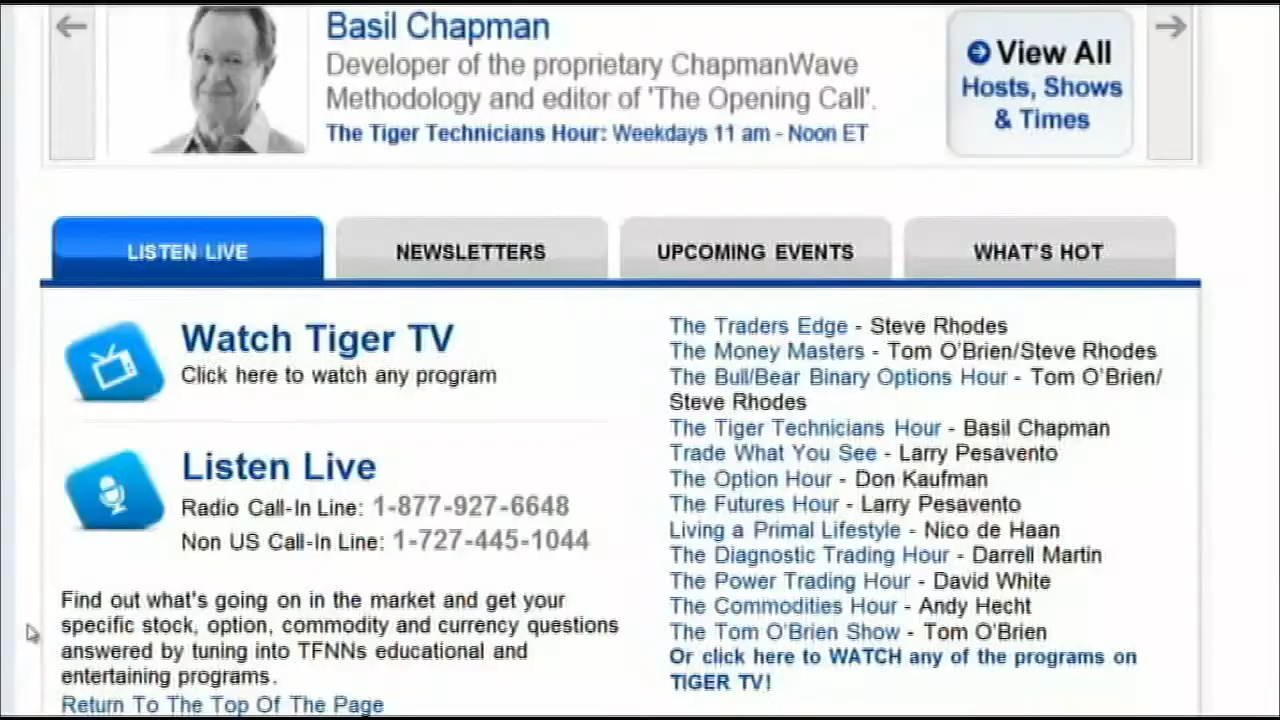 Basil Chapman
Developer of the proprietary ChapmanWave
Methodology and editor of 'The Opening Call'.
The Tiger Technicians Hour: Weekdays 11 am - Noon ET
View All
Hosts, Shows
& Times
LISTEN LIVE
NEWSLETTERS
UPCOMING EVENTS
WHAT'S HOT
Watch Tiger TV
Click here to watch any program
Listen Live
Radio Call-In Line: 1-877-927-6648
Non US Call-In Line: 1-727-445-1044
Find out what's going on in the market and get your
specific stock, option, commodity and currency questions
answered by tuning into TFNNs educational and
entertaining programs.
Return To The Top Of The Page
The Traders Edge - Steve Rhodes
The Money Masters - Tom O'Brien/Steve Rhodes
The Bull/Bear Binary Options Hour - Tom O'Brien/
Steve Rhodes
The Tiger Technicians Hour - Basil Chapman
Trade What You See - Larry Pesavento
The Option Hour - Don Kaufman
The Futures Hour - Larry Pesavento
Living a Primal Lifestyle - Nico de Haan
The Diagnostic Trading Hour - Darrell Martin
The Power Trading Hour - David White
The Commodities Hour - Andy Hecht
The Tom O'Brien Show - Tom O'Brien
Or click here to WATCH any of the programs on
TIGER TV!